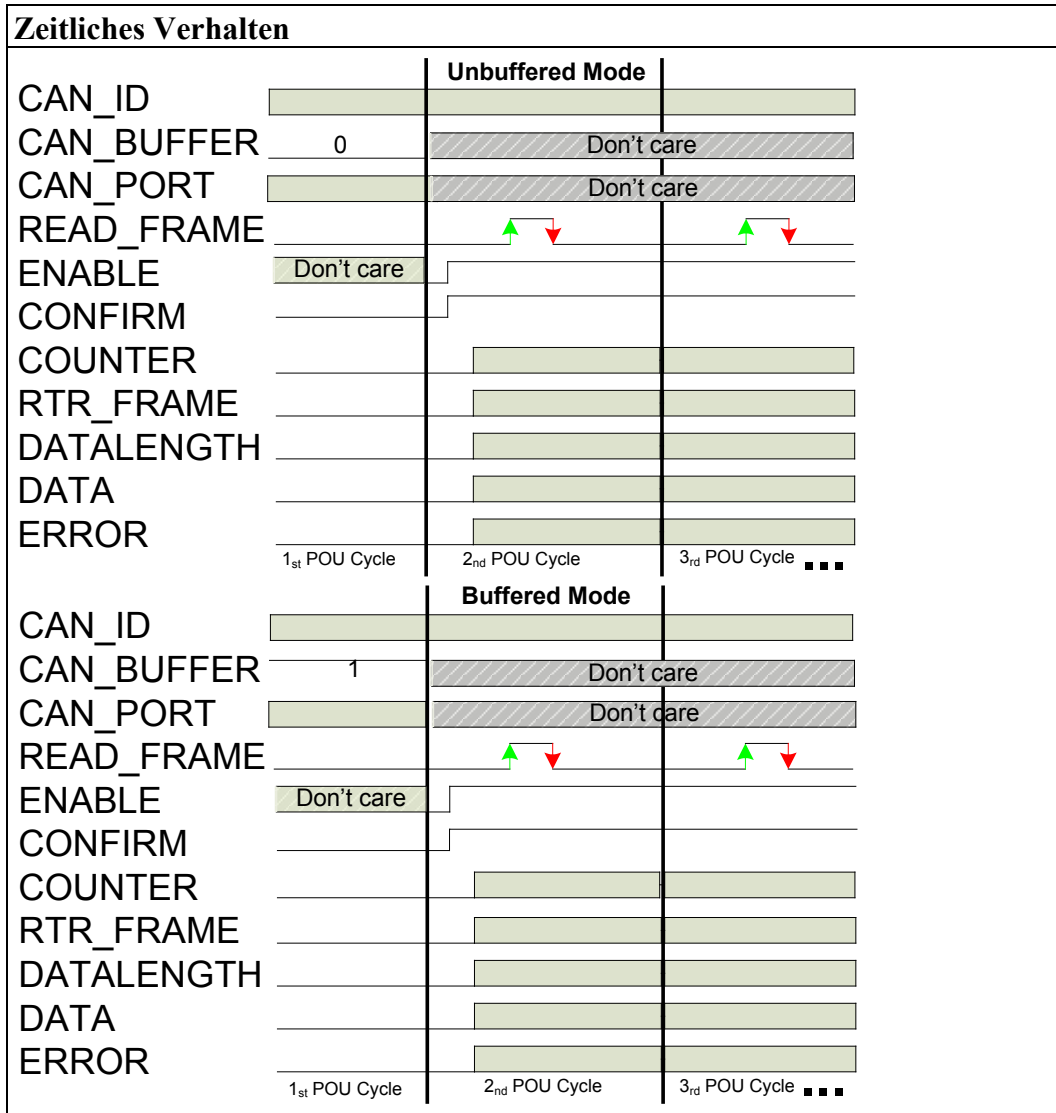 Zeitliches Verhalten
Unbuffered Mode
CAN_ID
CAN_BUFFER 0 Don't care
CAN_PORT Don't care
READ_FRAME
ENABLE Don't care
CONFIRM
COUNTER
RTR_FRAME
DATALENGTH
DATA
ERROR
1st POU Cycle 2nd POU Cycle 3rd POU Cycle ...
Buffered Mode
CAN_ID
CAN_BUFFER 1 Don't care
CAN_PORT Don't care
READ_FRAME
ENABLE Don't care
CONFIRM
COUNTER
RTR_FRAME
DATALENGTH
DATA
ERROR
1st POU Cycle 2nd POU Cycle 3rd POU Cycle ...